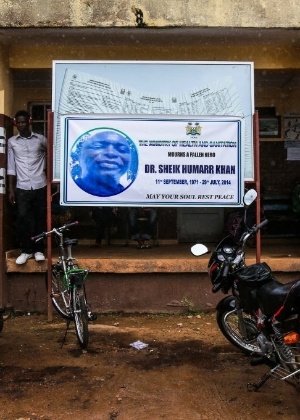 THE MINISTRY OF HEALTH AND SANITATION
MOURNS A FALLEN HERO
DR. SHEIK HUMARR KHAN
11TH SEPTEMBER, 1971 - 29TH JULY, 2014
MAY YOUR SOUL REST PEACE